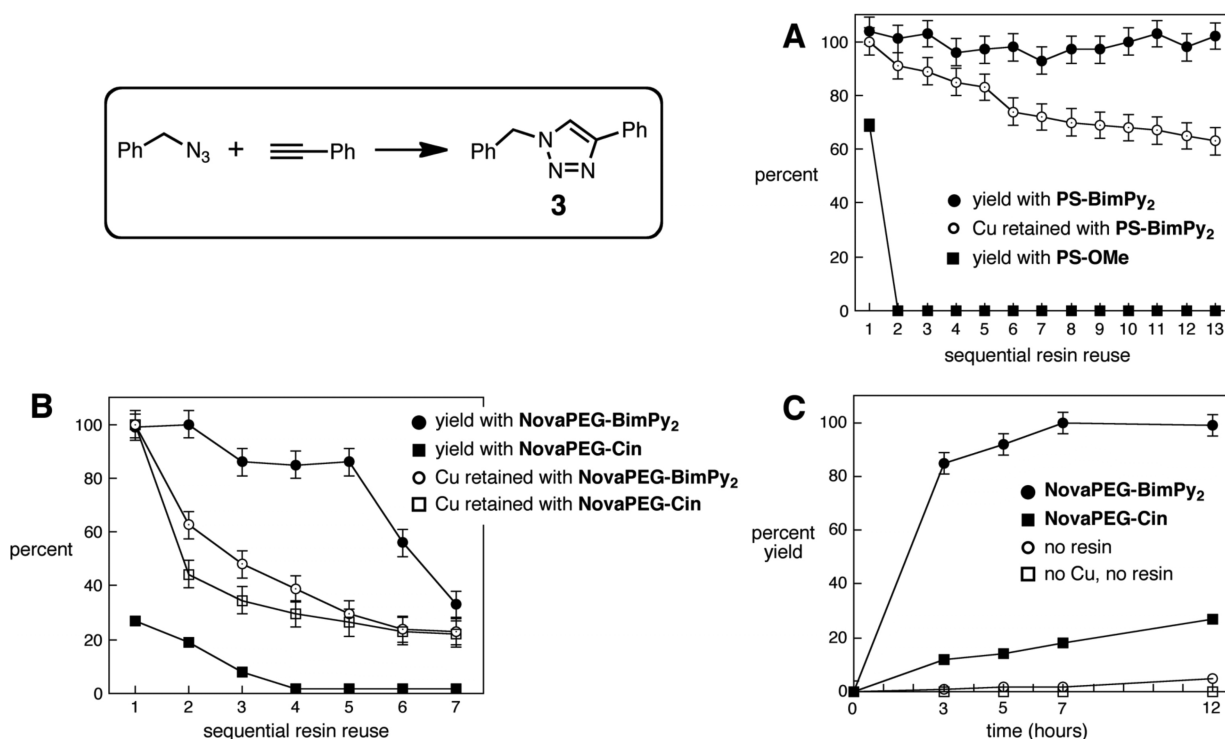 Ph
N3
+
Ph
Ph
N
N=N
Ph
3
A
percent
100
80
60
40
20
0
yield with PS-BimPy2
Cu retained with PS-BimPy2
yield with PS-OMe
1 2 3 4 5 6 7 8 9 10 11 12 13
sequential resin reuse
B
percent
100
80
60
40
20
0
yield with NovaPEG-BimPy2
yield with NovaPEG-Cin
Cu retained with NovaPEG-BimPy2
Cu retained with NovaPEG-Cin
1 2 3 4 5 6 7
sequential resin reuse
C
percent
yield
100
80
60
40
20
NovaPEG-BimPy2
NovaPEG-Cin
no resin
no Cu, no resin
0 3 5 7 12
time (hours)